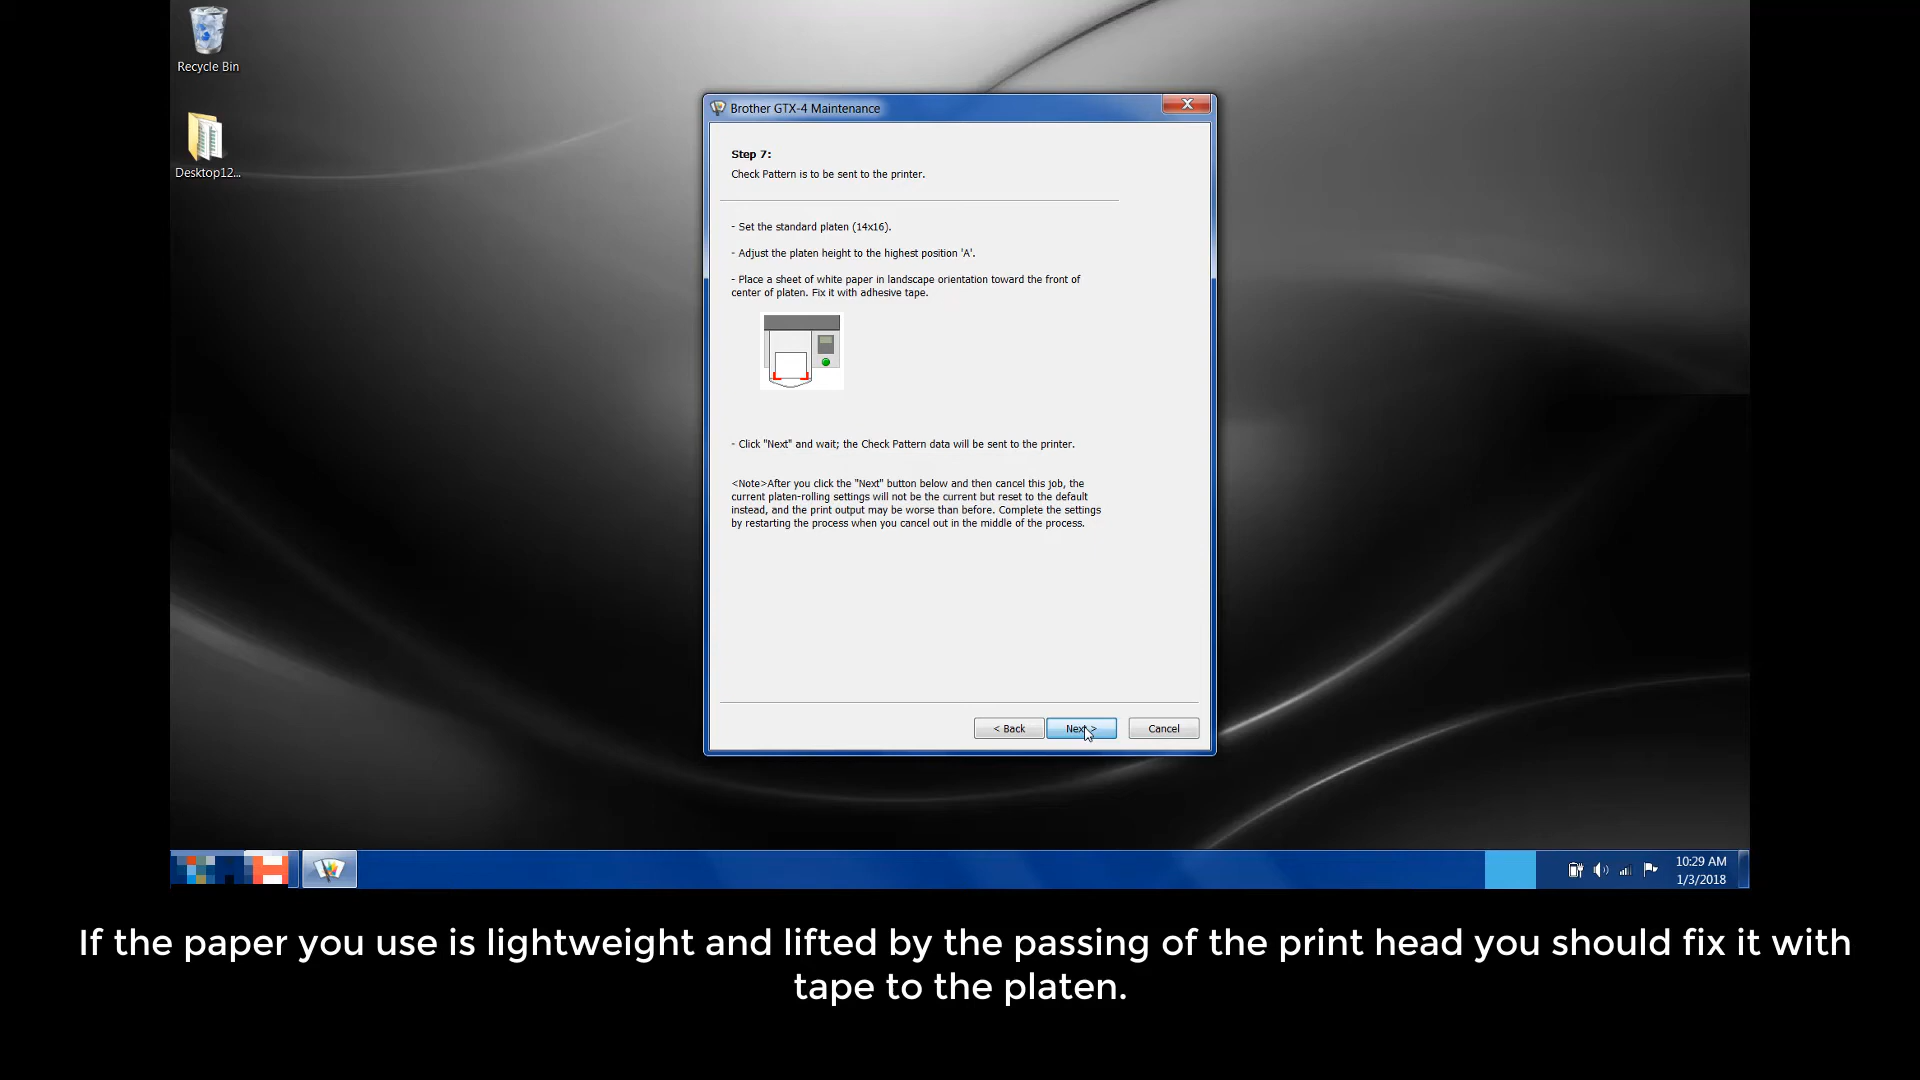 Recycle Bin
Desktop12...
Brother GTX-4 Maintenance
Step 7:
Check Pattern is to be sent to the printer.
- Set the standard platen (14x16).
- Adjust the platen height to the highest position 'A'.
- Place a sheet of white paper in landscape orientation toward the front of
center of platen. Fix it with adhesive tape.
- Click "Next" and wait; the Check Pattern data will be sent to the printer.
<Note>After you click the "Next" button below and then cancel this job, the
current platen-rolling settings will not be the current but reset to the default
instead, and the print output may be worse than before. Complete the settings
by restarting the process when you cancel out in the middle of the process.
< Back
Next >
Cancel
10:29 AM
1/3/2018
If the paper you use is lightweight and lifted by the passing of the print head you should fix it with
tape to the platen.